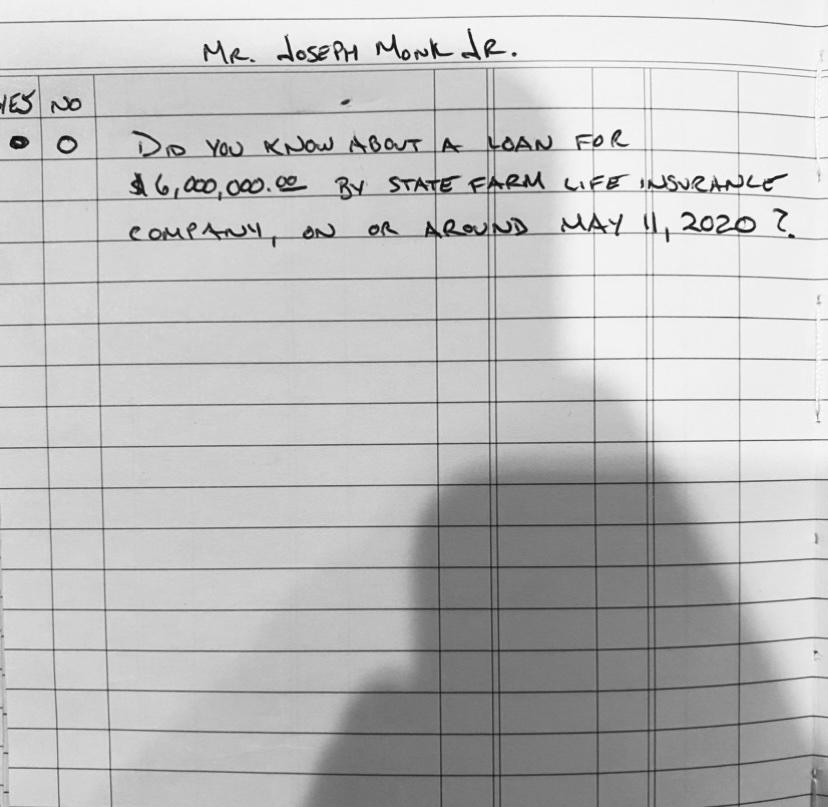 MR. JOSEPH MONK JR.
YES NO
DID YOU KNOW ABOUT A LOAN FOR
$6,000,000.00 BY STATE FARM LIFE INSURANCE
COMPANY, ON OR AROUND MAY 11, 2020?